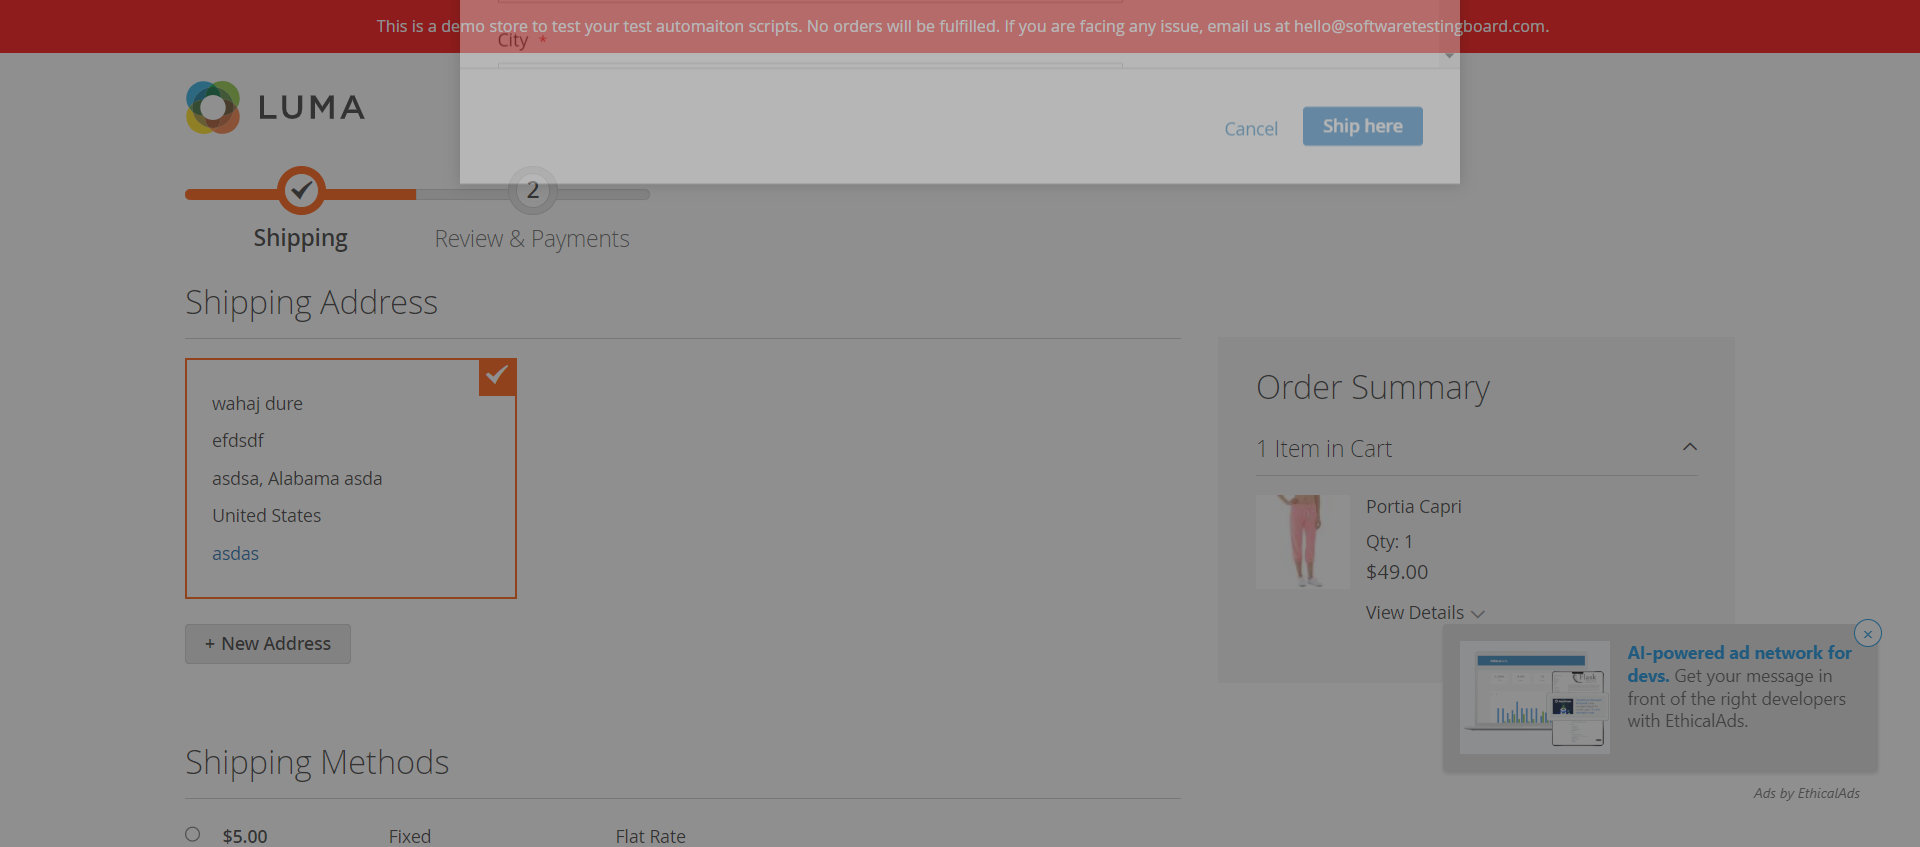 This is a demo store to test your test automaiton scripts. No orders will be fulfilled. If you are facing any issue, email us at hello@softwaretestingboard.com.
City *
LUMA
Cancel
Ship here
2
Shipping
Review & Payments
Shipping Address
wahaj dure
efdsdf
asdsa, Alabama asda
United States
asdas
+ New Address
Order Summary
1 Item in Cart
Portia Capri
Qty: 1
$49.00
View Details
×
AI-powered ad network for
devs. Get your message in
front of the right developers
with EthicalAds.
Ads by EthicalAds
Shipping Methods
$5.00
Fixed
Flat Rate